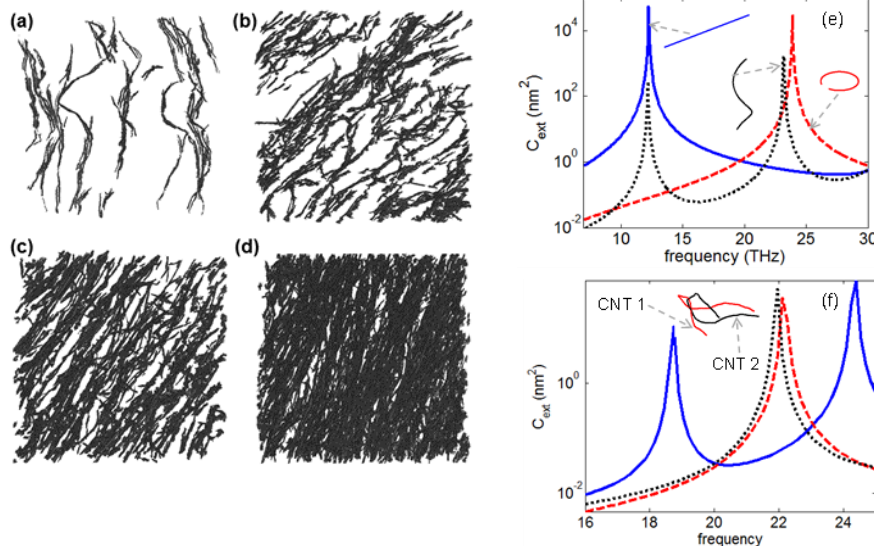 (a)
(b)
(c)
(d)
(e)
10^4
10^2
10^0
10^-2
C_ext (nm^2)
10
15
20
25
30
frequency (THz)
(f)
CNT 1
CNT 2
10^0
10^-2
C_ext (nm^2)
16
18
20
22
24
frequency